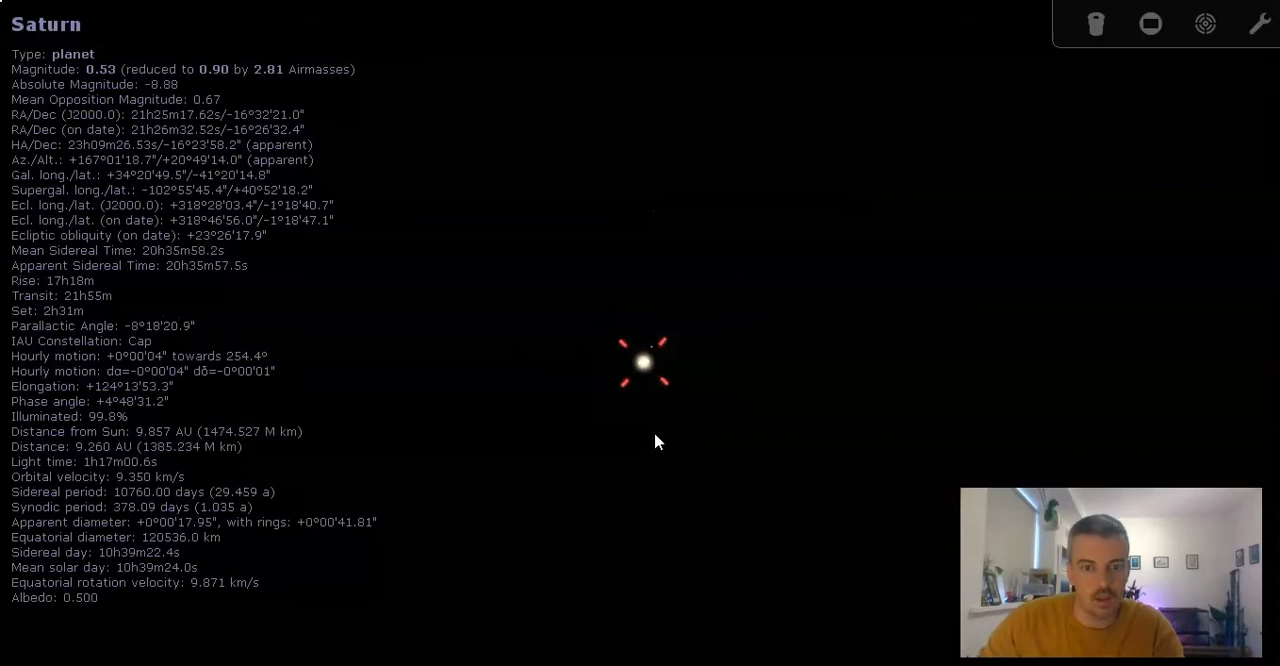 Saturn
Type: planet
Magnitude: 0.53 (reduced to 0.90 by 2.81 Airmasses)
Absolute Magnitude: -8.88
Mean Opposition Magnitude: 0.67
RA/Dec (J2000.0): 21h25m17.62s/-16°32'21.0"
RA/Dec (on date): 21h26m32.52s/-16°26'32.4"
HA/Dec: 23h09m26.53s/-16°23'58.2" (apparent)
Az./Alt.: +167°01'18.7"/+20°49'14.0" (apparent)
Gal. long./lat.: +34°20'49.5"/-41°20'14.8"
Supergal. long./lat.: -102°55'45.4"/+40°52'18.2"
Ecl. long./lat. (J2000.0): +318°28'03.4"/-1°18'40.7"
Ecl. long./lat. (on date): +318°46'56.0"/-1°18'47.1"
Ecliptic obliquity (on date): +23°26'17.9"
Mean Sidereal Time: 20h35m58.2s
Apparent Sidereal Time: 20h35m57.5s
Rise: 17h18m
Transit: 21h55m
Set: 2h31m
Parallactic Angle: -8°18'20.9"
IAU Constellation: Cap
Hourly motion: +0°00'04" towards 254.4°
Hourly motion: dα=-0°00'04" dδ=-0°00'01"
Elongation: +124°13'53.3"
Phase angle: +4°48'31.2"
Illuminated: 99.8%
Distance from Sun: 9.857 AU (1474.527 M km)
Distance: 9.260 AU (1385.234 M km)
Light time: 1h17m00.6s
Orbital velocity: 9.350 km/s
Sidereal period: 10760.00 days (29.459 a)
Synodic period: 378.09 days (1.035 a)
Apparent diameter: +0°00'17.95", with rings: +0°00'41.81"
Equatorial diameter: 120536.0 km
Sidereal day: 10h39m22.4s
Mean solar day: 10h39m24.0s
Equatorial rotation velocity: 9.871 km/s
Albedo: 0.500